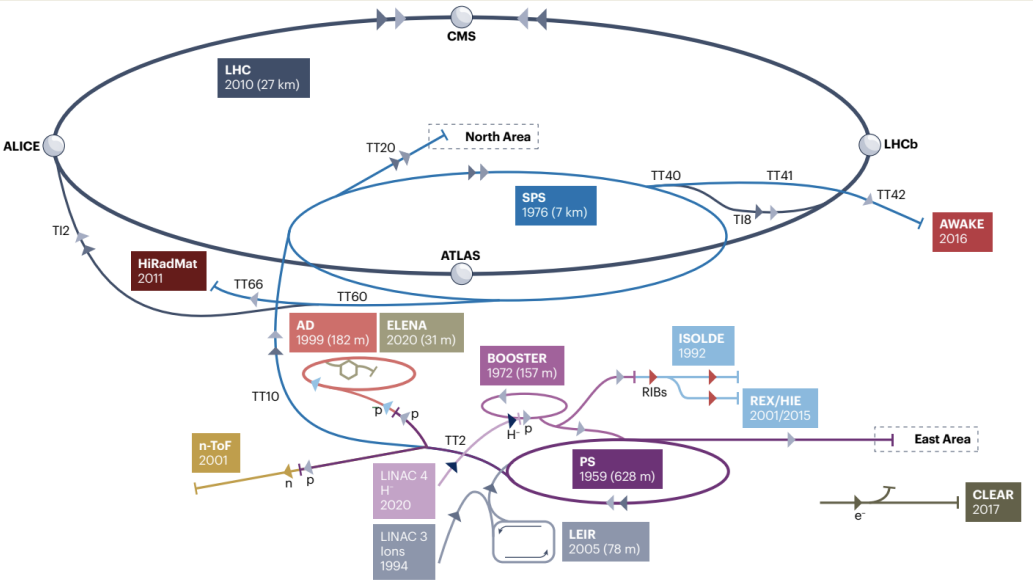 CMS
LHC
2010 (27 km)
ALICE
LHCb
TT20
North Area
TT40
TT41
TT42
SPS
1976 (7 km)
TI8
AWAKE
2016
TI2
HiRadMat
2011
ATLAS
TT66
TT60
AD
1999 (182 m)
ELENA
2020 (31 m)
ISOLDE
1992
BOOSTER
1972 (157 m)
RIBs
REX/HIE
2001/2015
TT10
p
p
H⁻
p
TT2
East Area
n-ToF
2001
n
p
LINAC 4
H⁻
2020
PS
1959 (628 m)
CLEAR
2017
e⁻
LINAC 3
Ions
1994
LEIR
2005 (78 m)